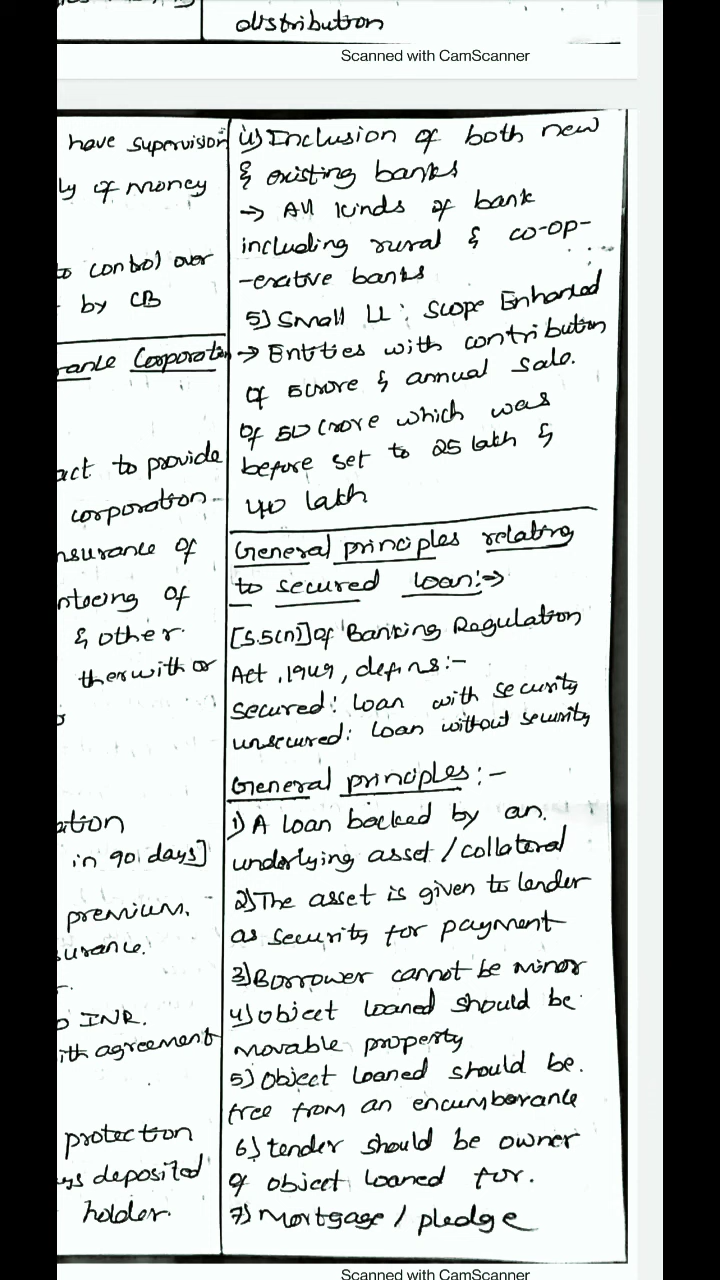 distribution
Scanned with CamScanner
have supervision
ly of money
to control over
by CB
rance Corporation
act to provide
corporation
nsurance of
nteeing of
& other.
therwith or
ation
in 90 days]
premium.
surance.
INR.
ith agreement
protection
ys deposited
holder.
4) Inclusion of both new
& existing banks
→ All kinds of bank
including rural & co-op-
-erative banks
5) Small LL : Scope Enhanced
→ Entities with contribution
of 5 crore & annual sale.
of 50 crore which was
before set to 25 lakh &
40 lakh
General principles relating
to secured loan:→
[S.5(n)] of Banking Regulation
Act, 1949, defins:-
secured: loan with security
unsecured: loan without security
General principles:-
1) A loan backed by an.
underlying asset / collateral
2) The asset is given to lender
as security for payment
3) Borrower cannot be minor
4) object loaned should be
movable property
5) object loaned should be.
free from an encumberance
6) tender should be owner
of object loaned for.
7) Mortgage / pledge
Scanned with CamScanner